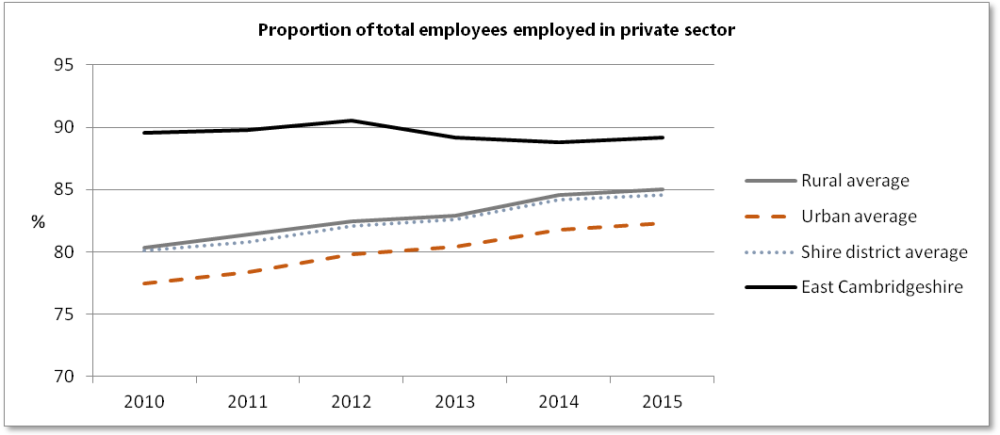 Proportion of total employees employed in private sector
95
90
85
80
75
70
%
2010 2011 2012 2013 2014 2015
Rural average
Urban average
Shire district average
East Cambridgeshire